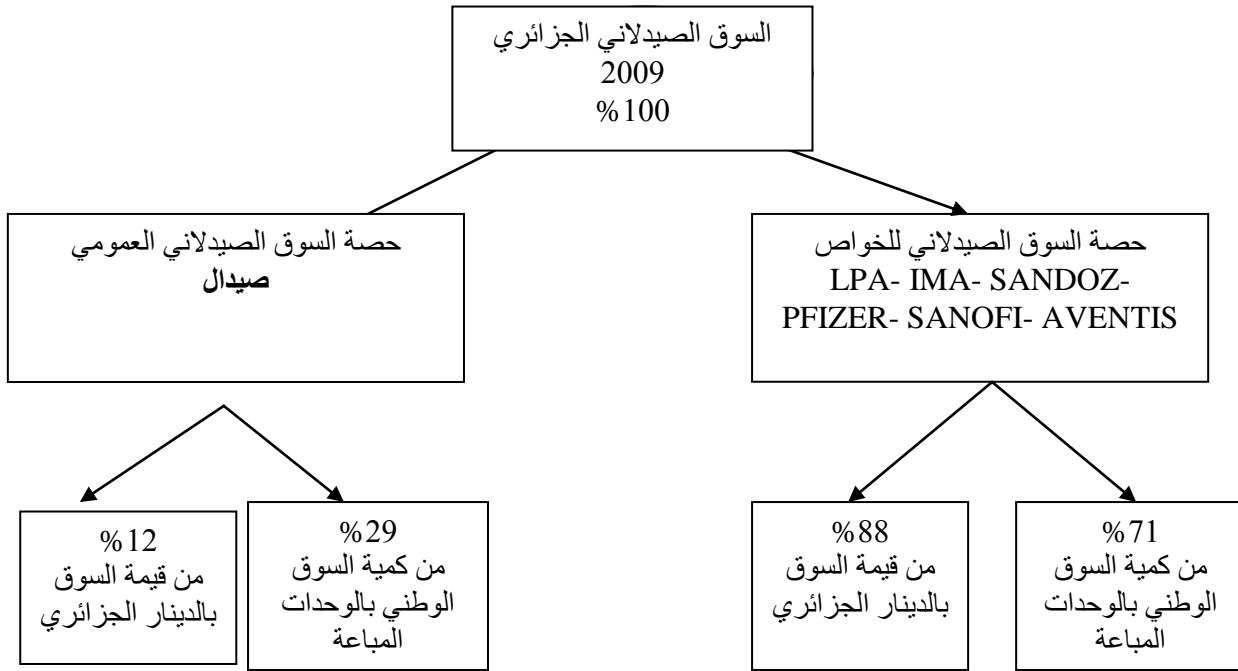 السوق الصيدلاني الجزائري
2009
%100
حصة السوق الصيدلاني للخواص
LPA- IMA- SANDOZ-
PFIZER- SANOFI- AVENTIS
حصة السوق الصيدلاني العمومي
صيدال
%71
من كمية السوق
الوطني بالوحدات
المباعة
%88
من قيمة السوق
بالدينار الجزائري
%29
من كمية السوق
الوطني بالوحدات
المباعة
%12
من قيمة السوق
بالدينار الجزائري